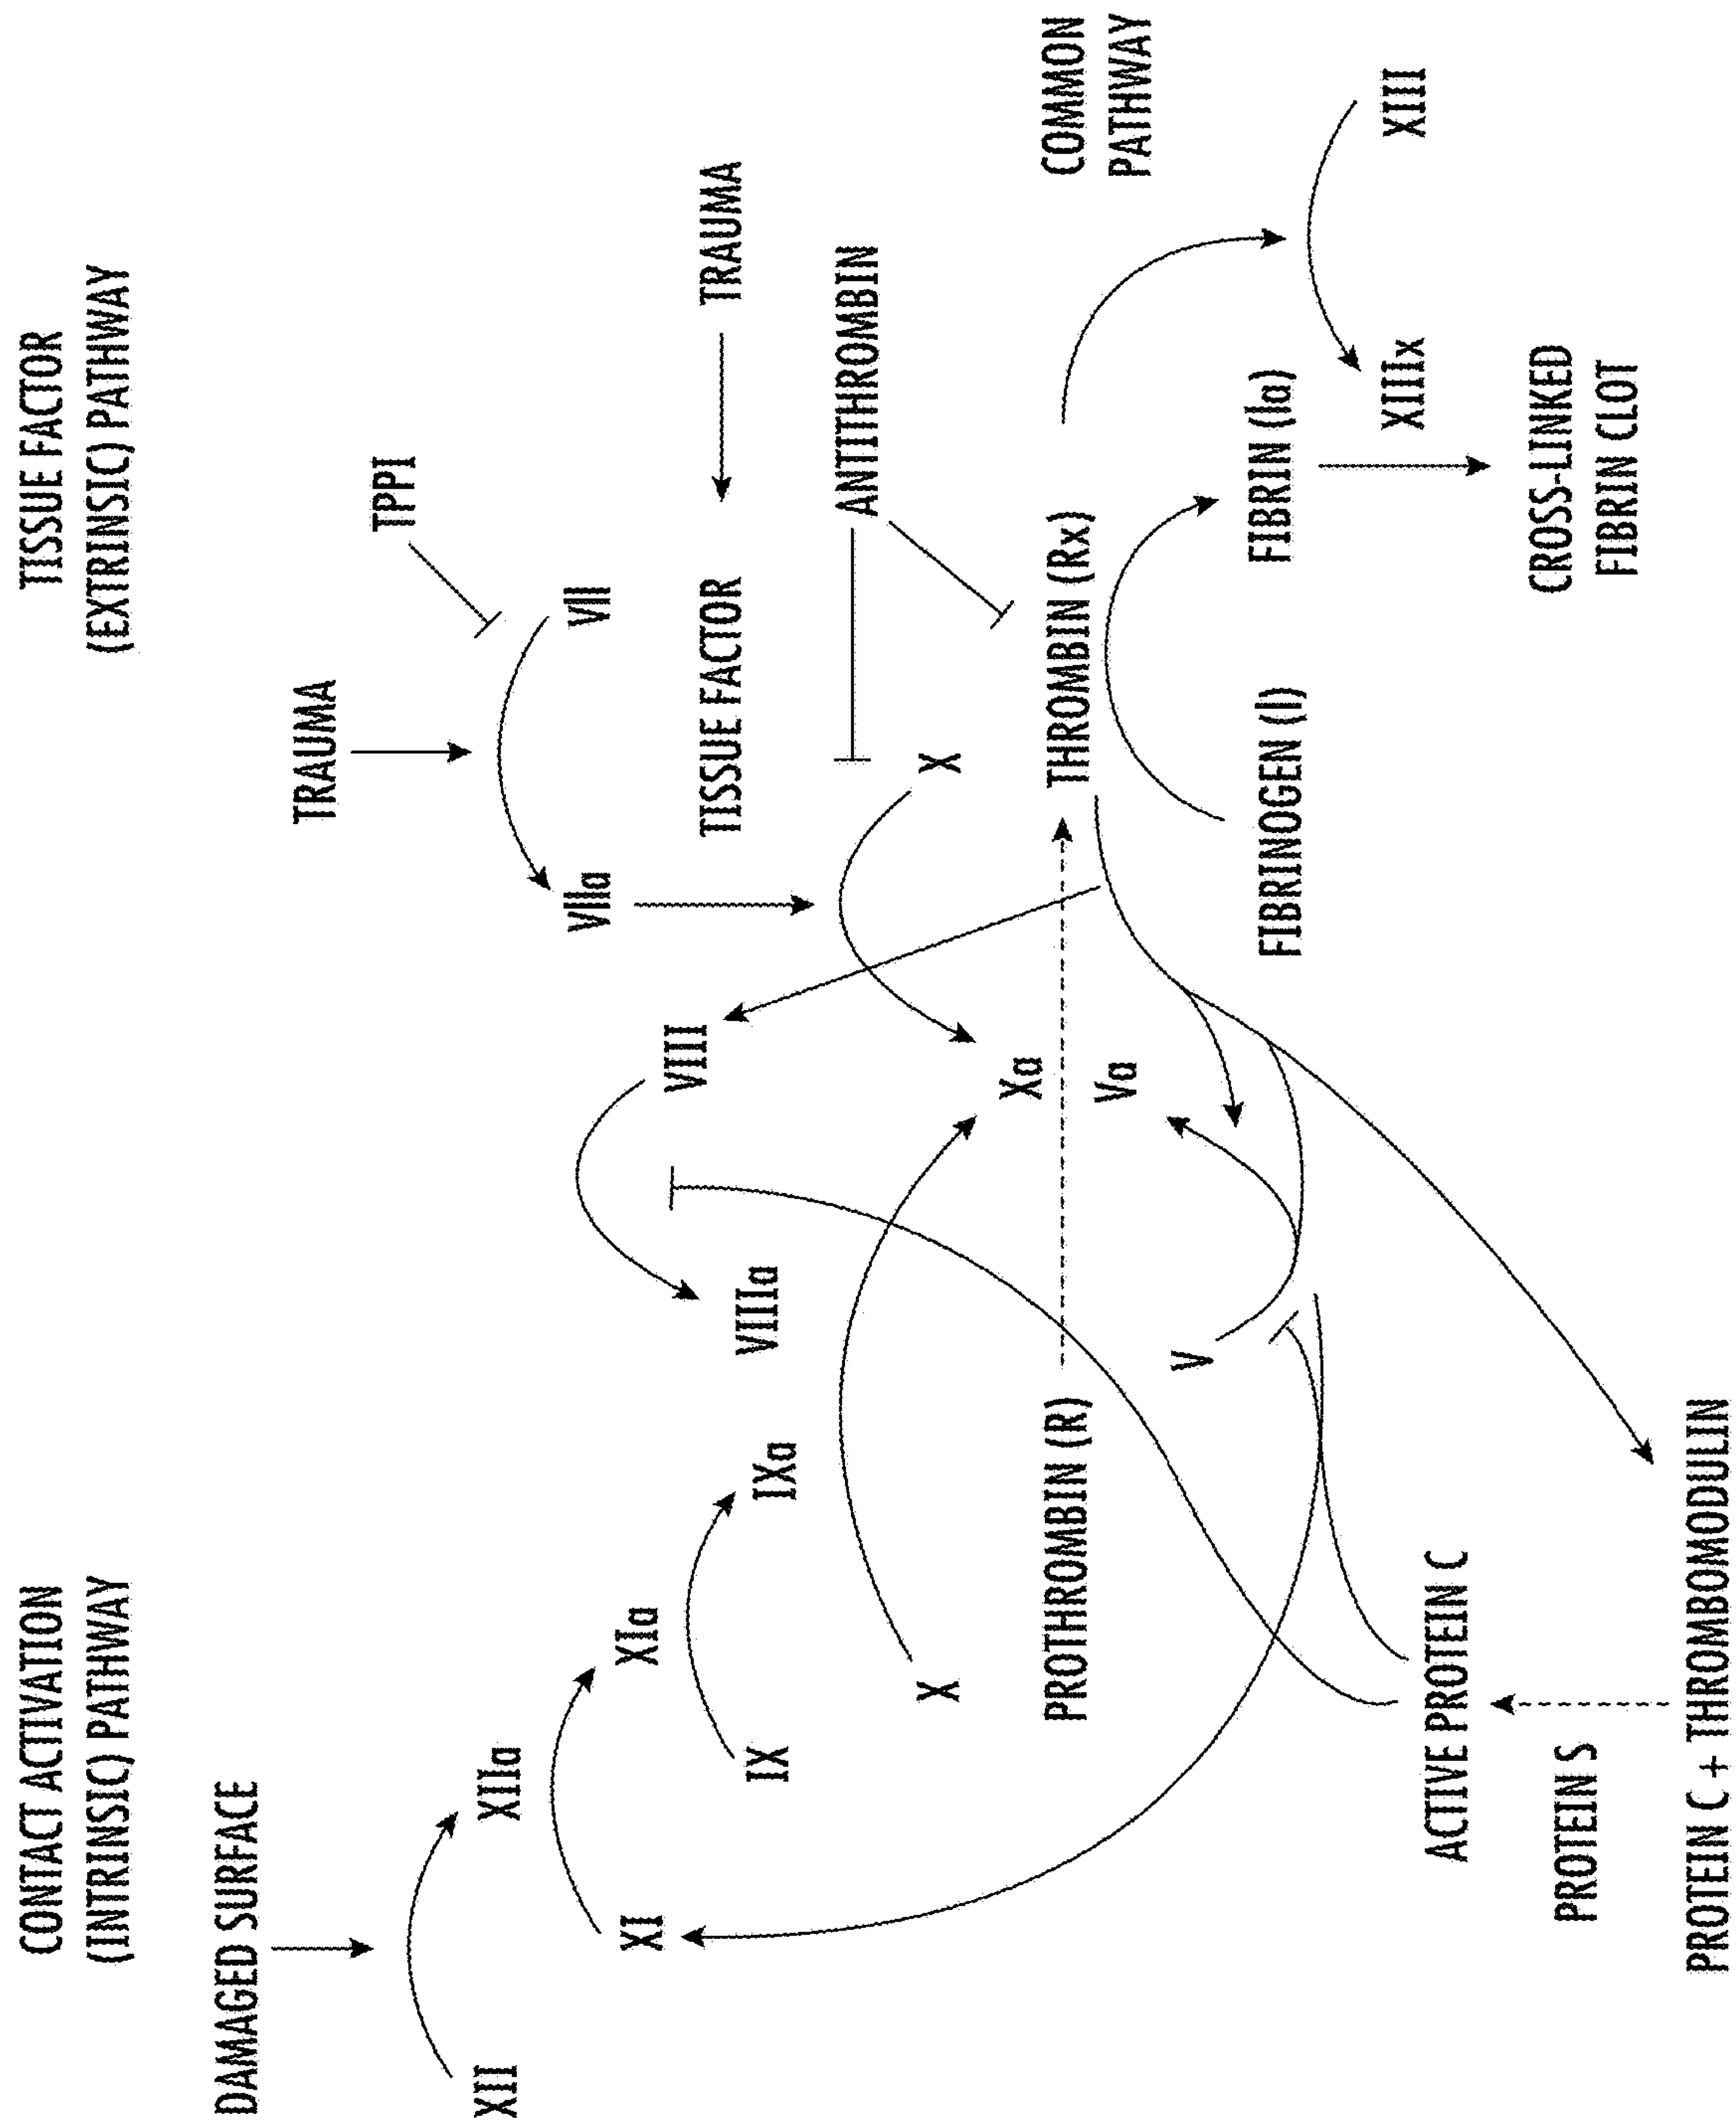 CONTACT ACTIVATION
(INTRINSIC) PATHWAY
TISSUE FACTOR
(EXTRINSIC) PATHWAY
DAMAGED SURFACE
TRAUMA
TPPI
XII
XIIa
VIIa
VII
XI
XIa
VIII
TISSUE FACTOR
TRAUMA
IX
IXa
VIIIa
ANTITHROMBIN
X
X
Xa
PROTHROMBIN (R)
THROMBIN (Rx)
COMMON
PATHWAY
Va
V
FIBRINOGEN (I)
FIBRIN (Ia)
XIIIx
XIII
ACTIVE PROTEIN C
CROSS-LINKED
FIBRIN CLOT
PROTEIN S
PROTEIN C + THROMBOMODULIN